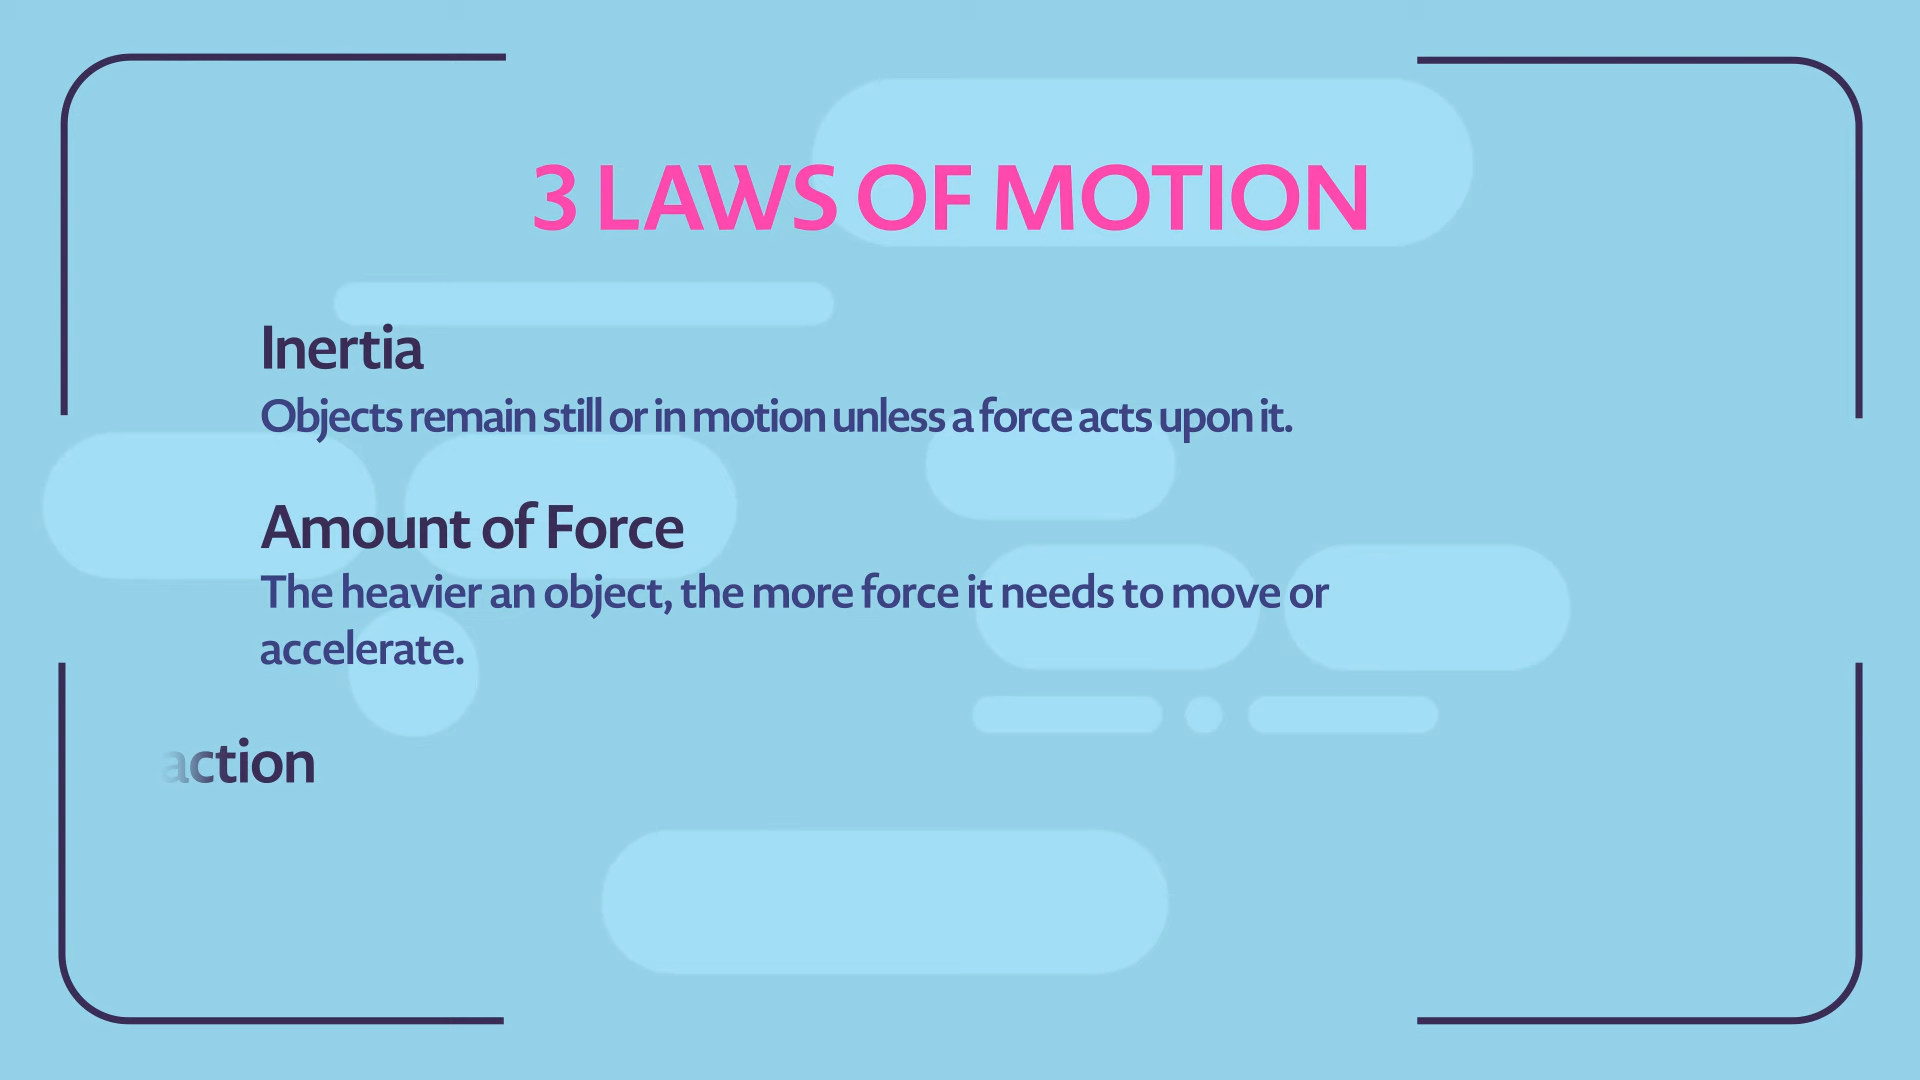 3 LAWS OF MOTION
Inertia
Objects remain still or in motion unless a force acts upon it.
Amount of Force
The heavier an object, the more force it needs to move or
accelerate.
action